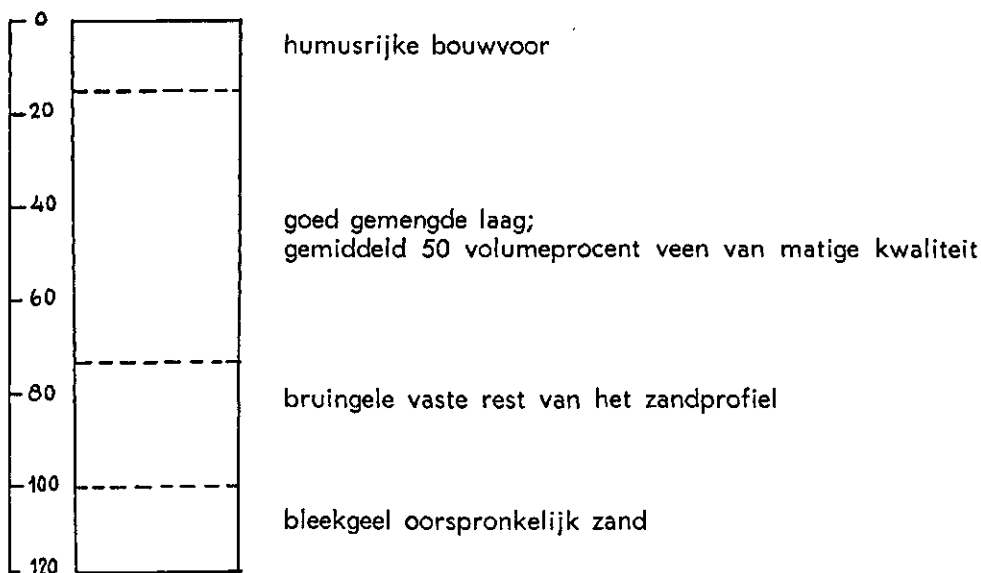 0
humusrijke bouwvoor
20
40
goed gemengde laag;
gemiddeld 50 volumeprocent veen van matige kwaliteit
60
80
bruingele vaste rest van het zandprofiel
100
bleekgeel oorspronkelijk zand
120